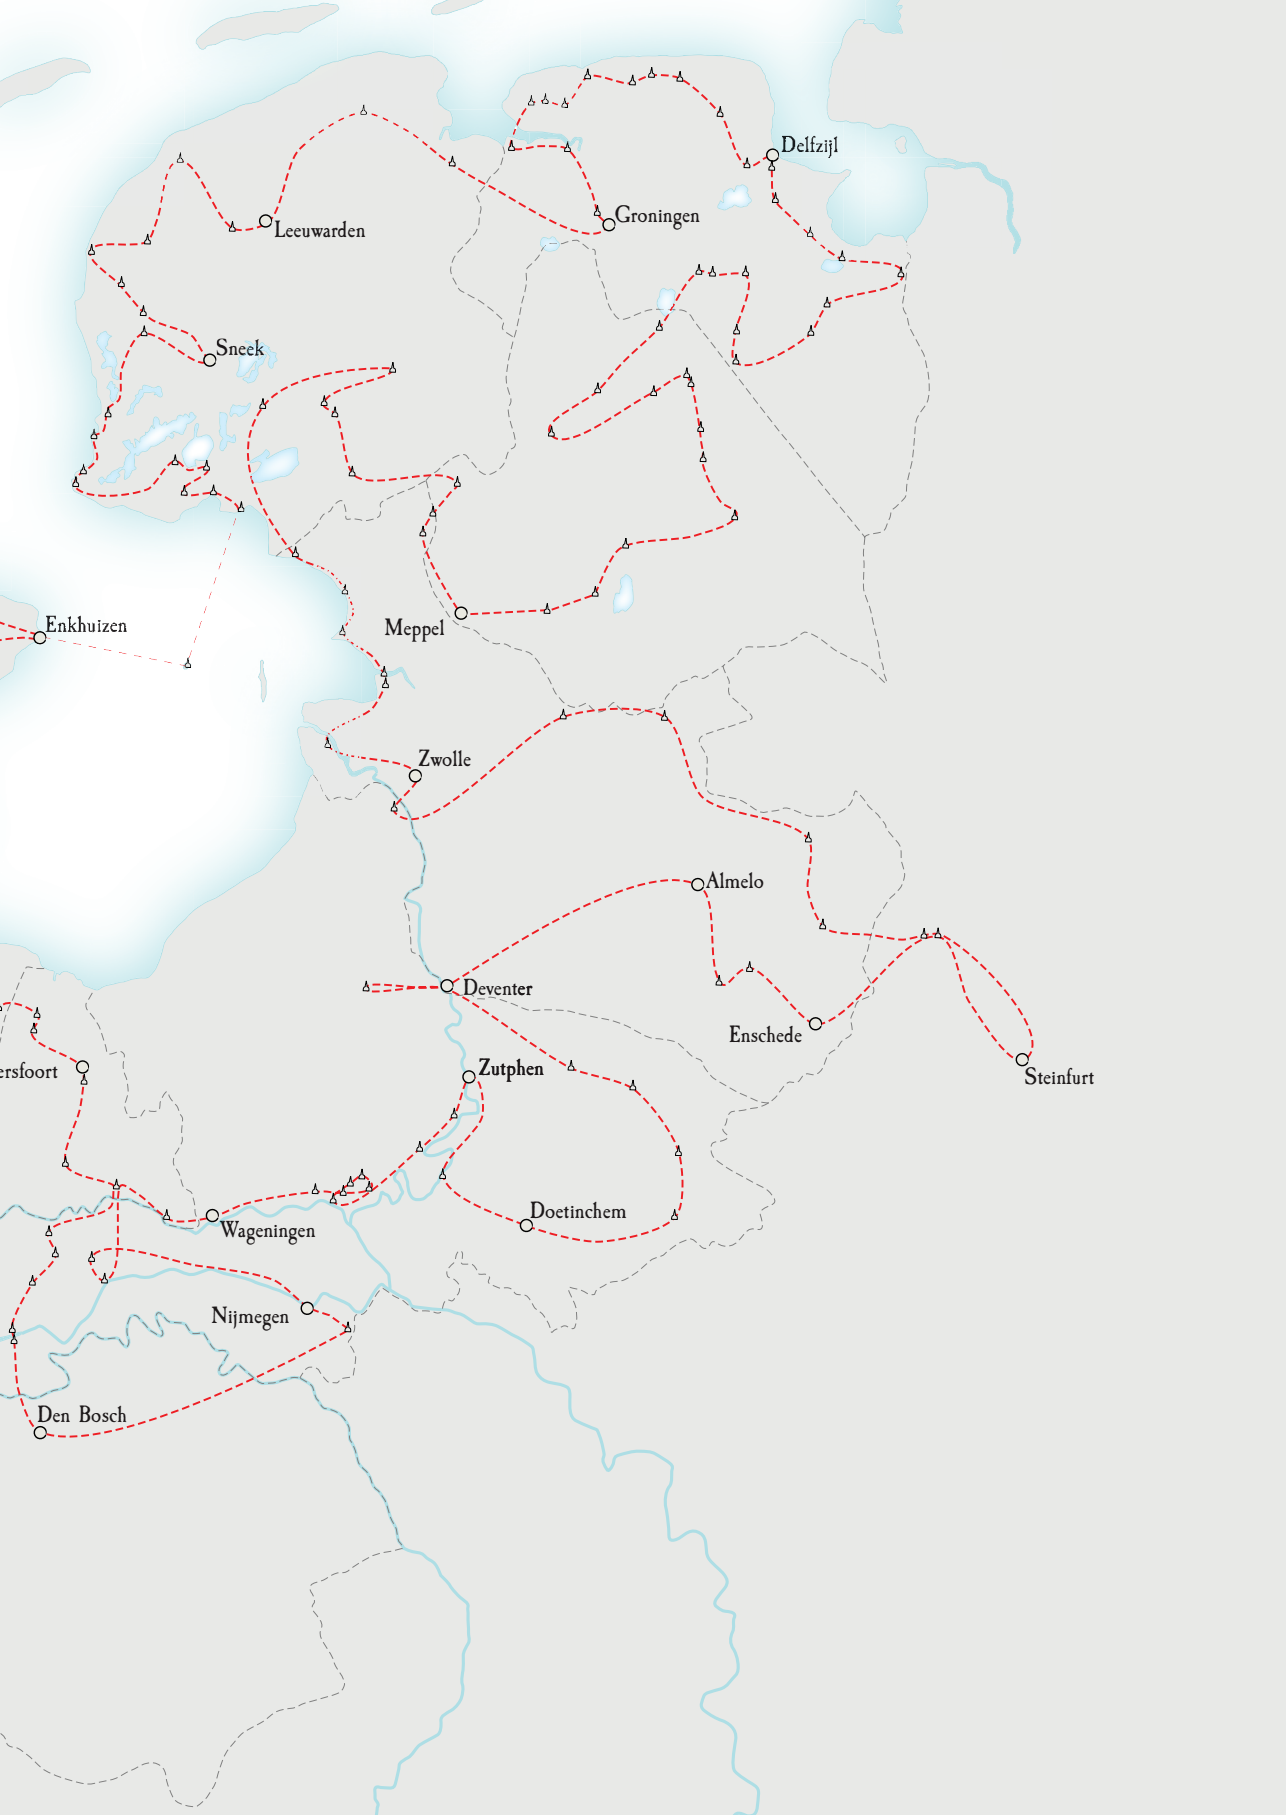 Delfzijl
Groningen
Leeuwarden
Sneek
Enkhuizen
Meppel
Zwolle
Almelo
Deventer
Enschede
ersfoort
Zutphen
Steinfurt
Doetinchem
Wageningen
Nijmegen
Den Bosch